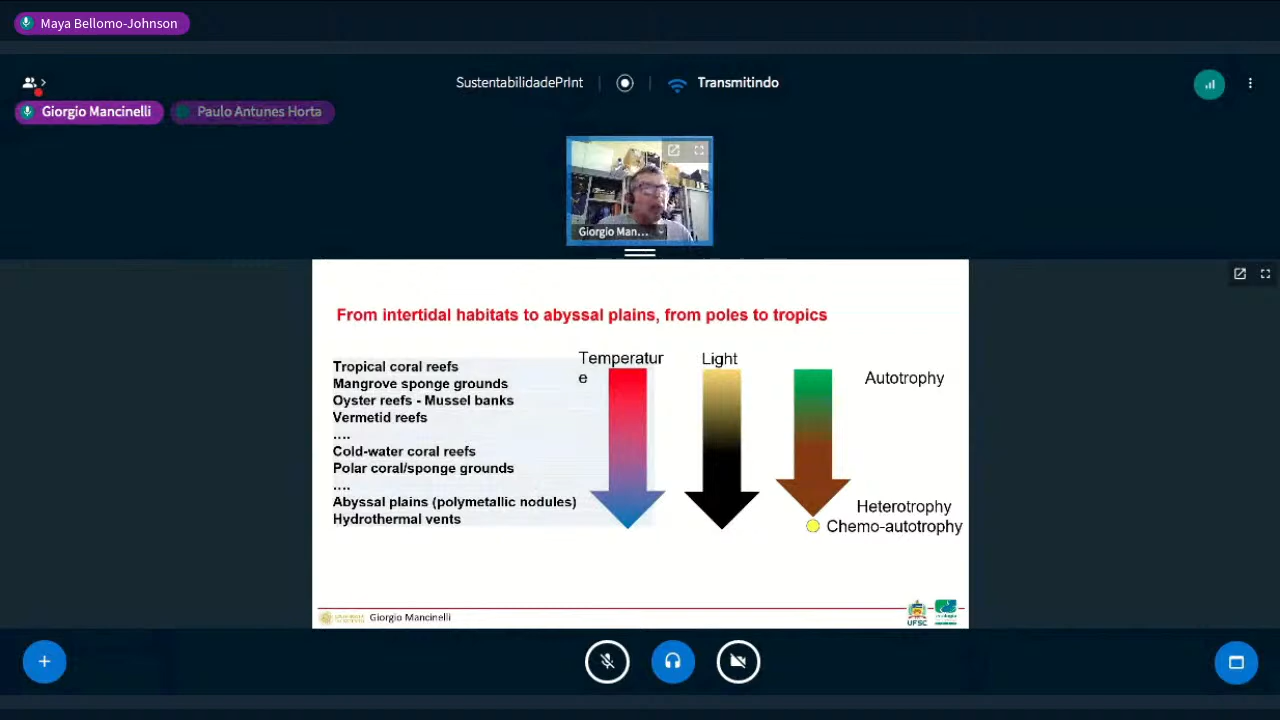 Maya Bellomo-Johnson
SustentabilidadePrInt
Transmitindo
Giorgio Mancinelli
Paulo Antunes Horta
Giorgio Man...
From intertidal habitats to abyssal plains, from poles to tropics
Temperatur
e
Light
Autotrophy
Tropical coral reefs
Mangrove sponge grounds
Oyster reefs - Mussel banks
Vermetid reefs
....
Cold-water coral reefs
Polar coral/sponge grounds
....
Abyssal plains (polymetallic nodules)
Hydrothermal vents
Heterotrophy
Chemo-autotrophy
Giorgio Mancinelli
UFSC